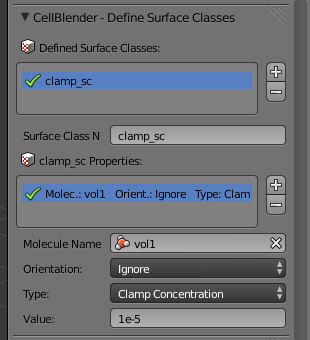 CellBlender - Define Surface Classes
Defined Surface Classes:
clamp_sc
Surface Class N clamp_sc
clamp_sc Properties:
Molec.: vol1 Orient.: Ignore Type: Clam
Molecule Name vol1
Orientation: Ignore
Type: Clamp Concentration
Value: 1e-5